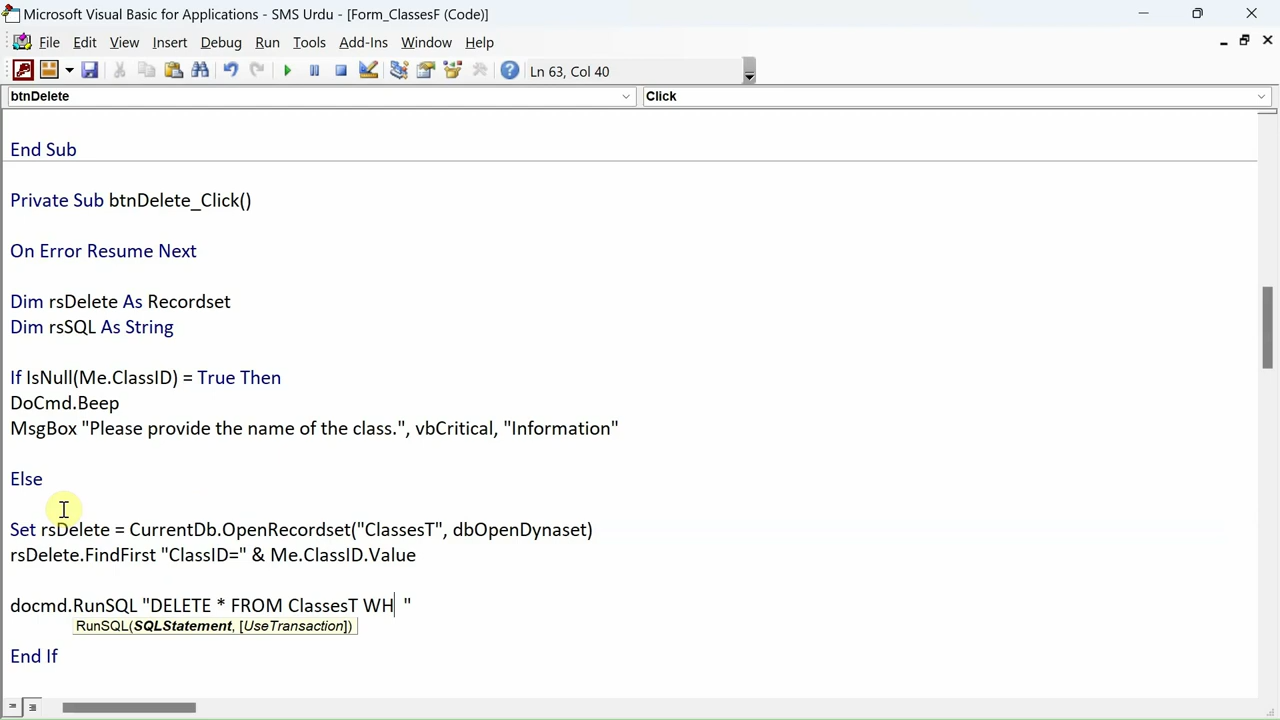 Microsoft Visual Basic for Applications - SMS Urdu - [Form_ClassesF (Code)]
File Edit View Insert Debug Run Tools Add-Ins Window Help
Ln 63, Col 40
btnDelete Click
End Sub
Private Sub btnDelete_Click()
On Error Resume Next
Dim rsDelete As Recordset
Dim rsSQL As String
If IsNull(Me.ClassID) = True Then
DoCmd.Beep
MsgBox "Please provide the name of the class.", vbCritical, "Information"
Else
Set rsDelete = CurrentDb.OpenRecordset("ClassesT", dbOpenDynaset)
rsDelete.FindFirst "ClassID=" & Me.ClassID.Value
docmd.RunSQL "DELETE * FROM ClassesT WH "
RunSQL(SQLStatement, [UseTransaction])
End If